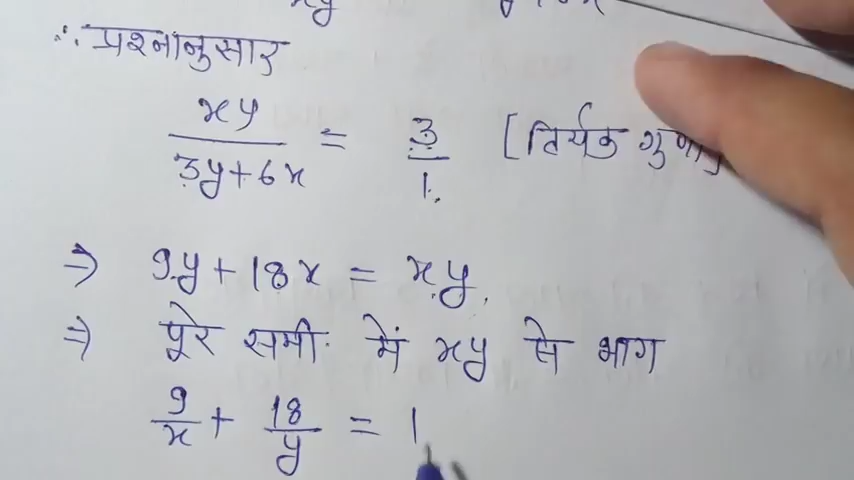 ∴ प्रश्नानुसार
xy / 3y+6x = 3/1 [तिर्यक गुणा]
⇒ 9y + 18x = xy
⇒ पूरे समी. में xy से भाग
9/x + 18/y = 1